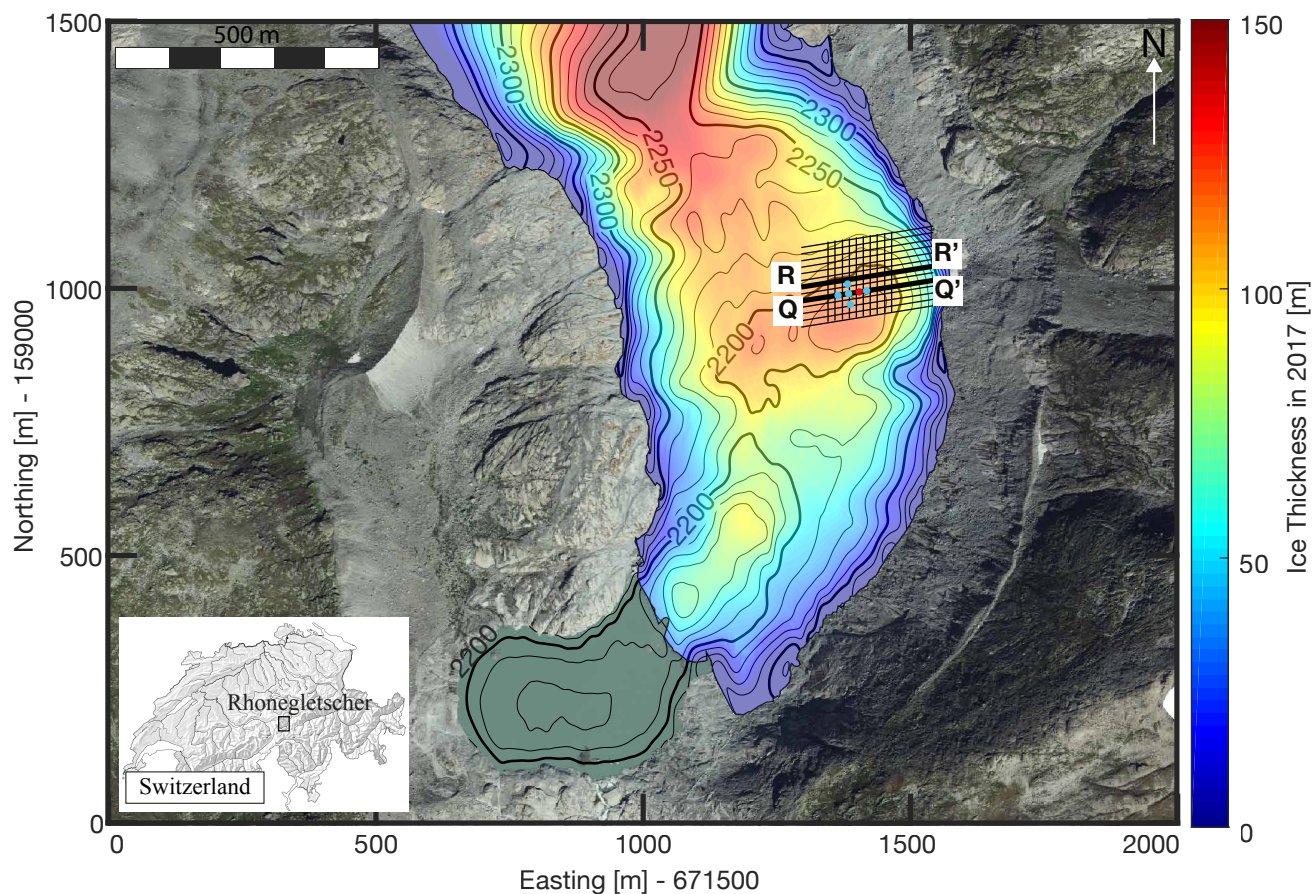 1500
500 m
N
150
2300
2300
2250
2250
2300
R
R’
1000
Q
Q’
100
2200
Northing [m] - 159000
Ice Thickness in 2017 [m]
2200
500
50
2200
Rhonegletscher
Switzerland
0
0
0
500
1000
1500
2000
Easting [m] - 671500